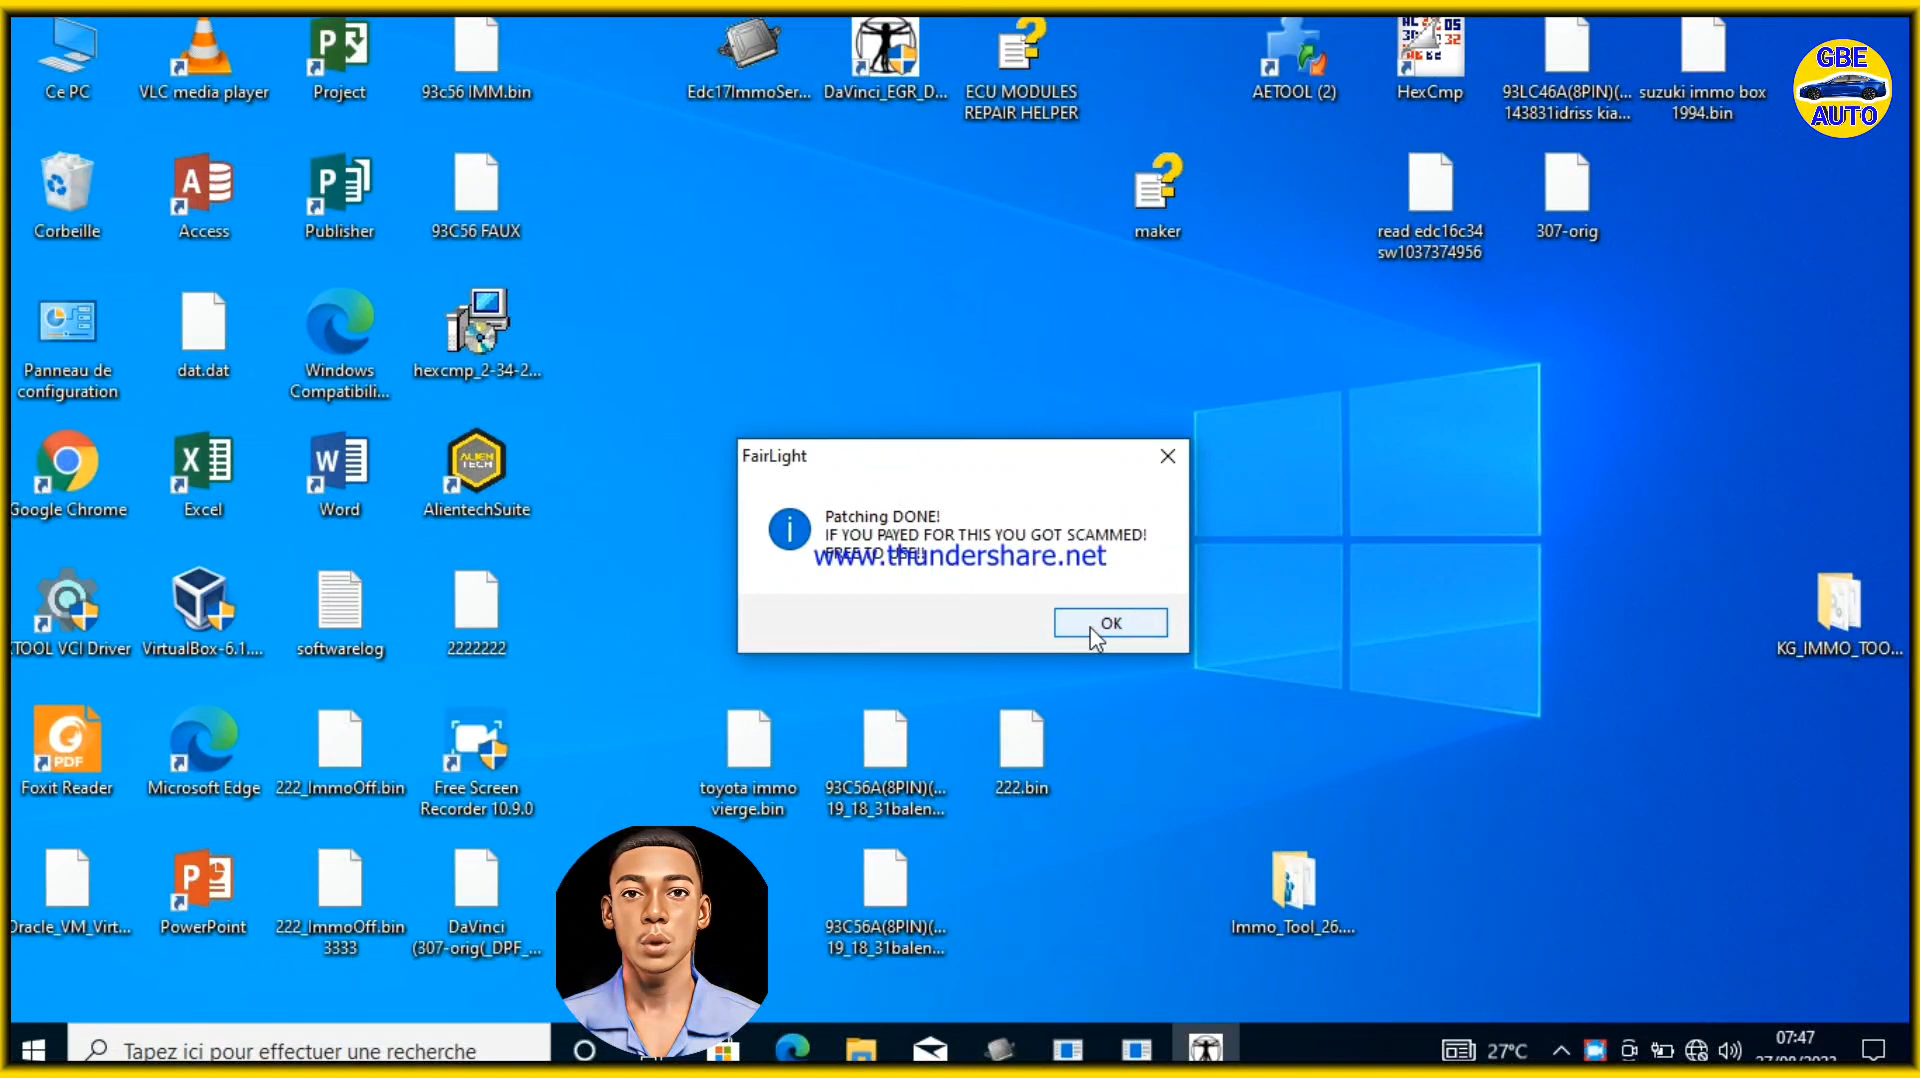 Ce PC
VLC media player
Project
93c56 IMM.bin
Edc17ImmoSer...
DaVinci_EGR_D...
ECU MODULES
REPAIR HELPER
AETOOL (2)
HexCmp
93LC46A(8PIN)(...
143831idriss kia...
suzuki immo box
1994.bin
GBE
AUTO
Corbeille
Access
Publisher
93C56 FAUX
maker
read edc16c34
sw1037374956
307-orig
Panneau de
configuration
dat.dat
Windows
Compatibili...
hexcmp_2-34-2...
Google Chrome
Excel
Word
ALIEN
TECH
AlientechSuite
FairLight
Patching DONE!
IF YOU PAYED FOR THIS YOU GOT SCAMMED!
FREE TO USE!!
www.thundershare.net
OK
TOOL VCI Driver
VirtualBox-6.1....
softwarelog
2222222
KG_IMMO_TOO...
PDF
Foxit Reader
Microsoft Edge
222_ImmoOff.bin
Free Screen
Recorder 10.9.0
toyota immo
vierge.bin
93C56A(8PIN)(...
19_18_31balen...
222.bin
Oracle_VM_Virt...
PowerPoint
222_ImmoOff.bin
3333
DaVinci
(307-orig(_DPF_...
93C56A(8PIN)(...
19_18_31balen...
Immo_Tool_26....
Tapez ici pour effectuer une recherche
27°C
07:47